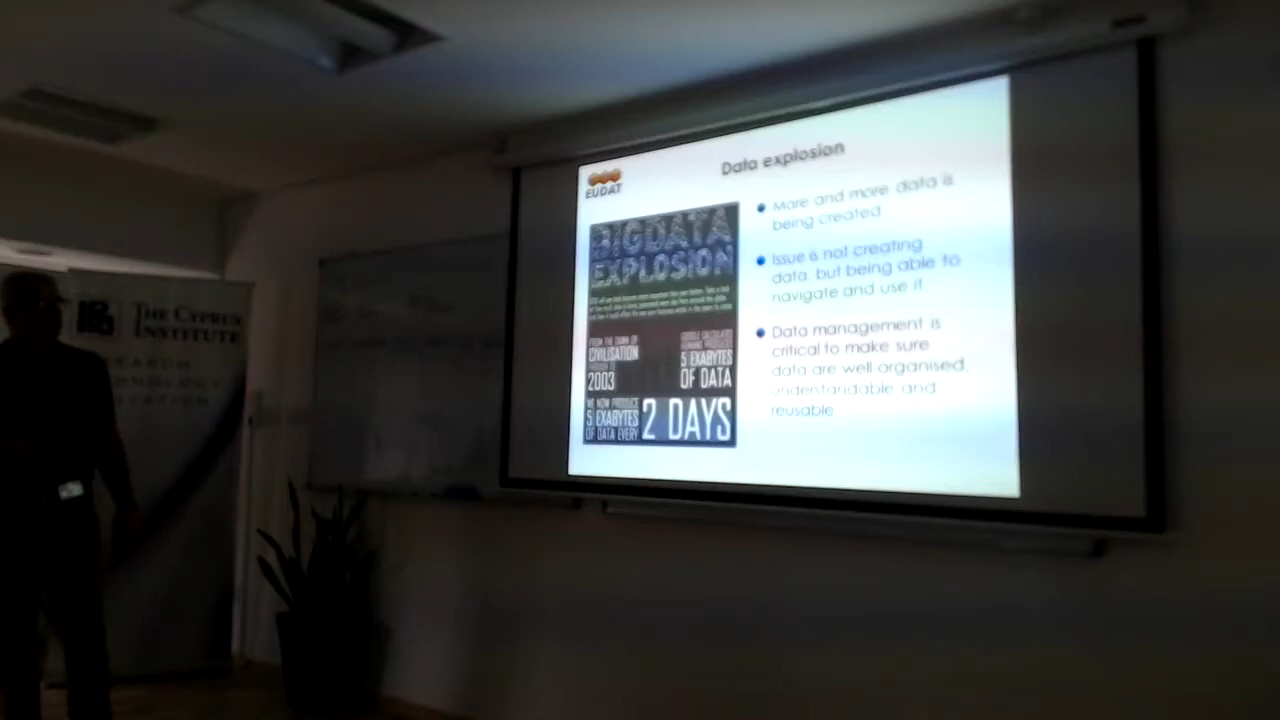 Data explosion
EUDAT
BIGDATA
EXPLOSION
FROM THE DAWN OF
CIVILISATION
2003
5 EXABYTES
OF DATA
WE NOW PRODUCE
5 EXABYTES
OF DATA EVERY
2 DAYS
More and more data is
being created
Issue is not creating
data, but being able to
navigate and use it
Data management is
critical to make sure
data are well-organised,
understandable and
reusable
THE CYPRUS
INSTITUTE